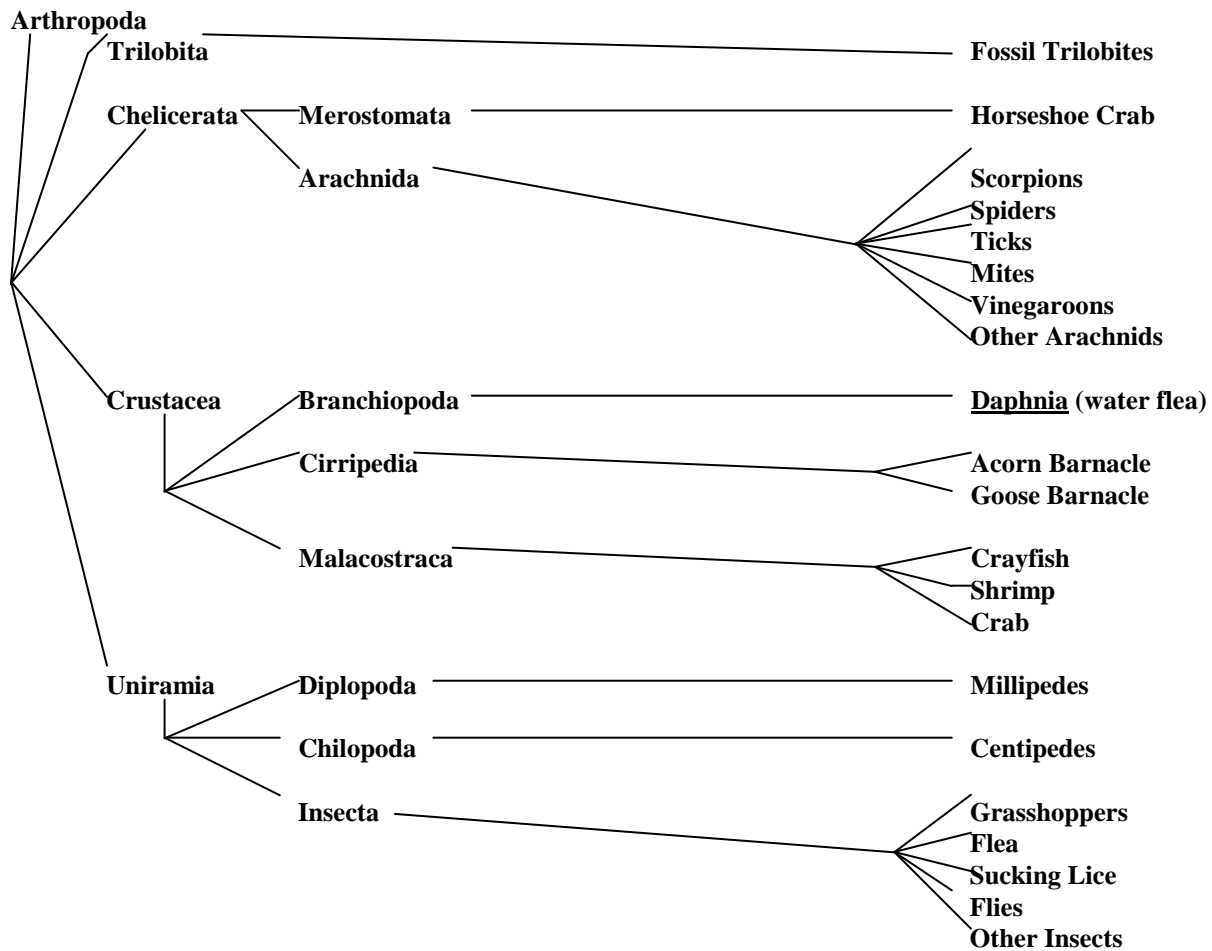 Arthropoda
Trilobita Fossil Trilobites
Chelicerata Merostomata Horseshoe Crab
Arachnida
Scorpions
Spiders
Ticks
Mites
Vinegaroons
Other Arachnids
Crustacea Branchiopoda Daphnia (water flea)
Cirripedia Acorn Barnacle
Goose Barnacle
Malacostraca Crayfish
Shrimp
Crab
Uniramia Diplopoda Millipedes
Chilopoda Centipedes
Insecta Grasshoppers
Flea
Sucking Lice
Flies
Other Insects